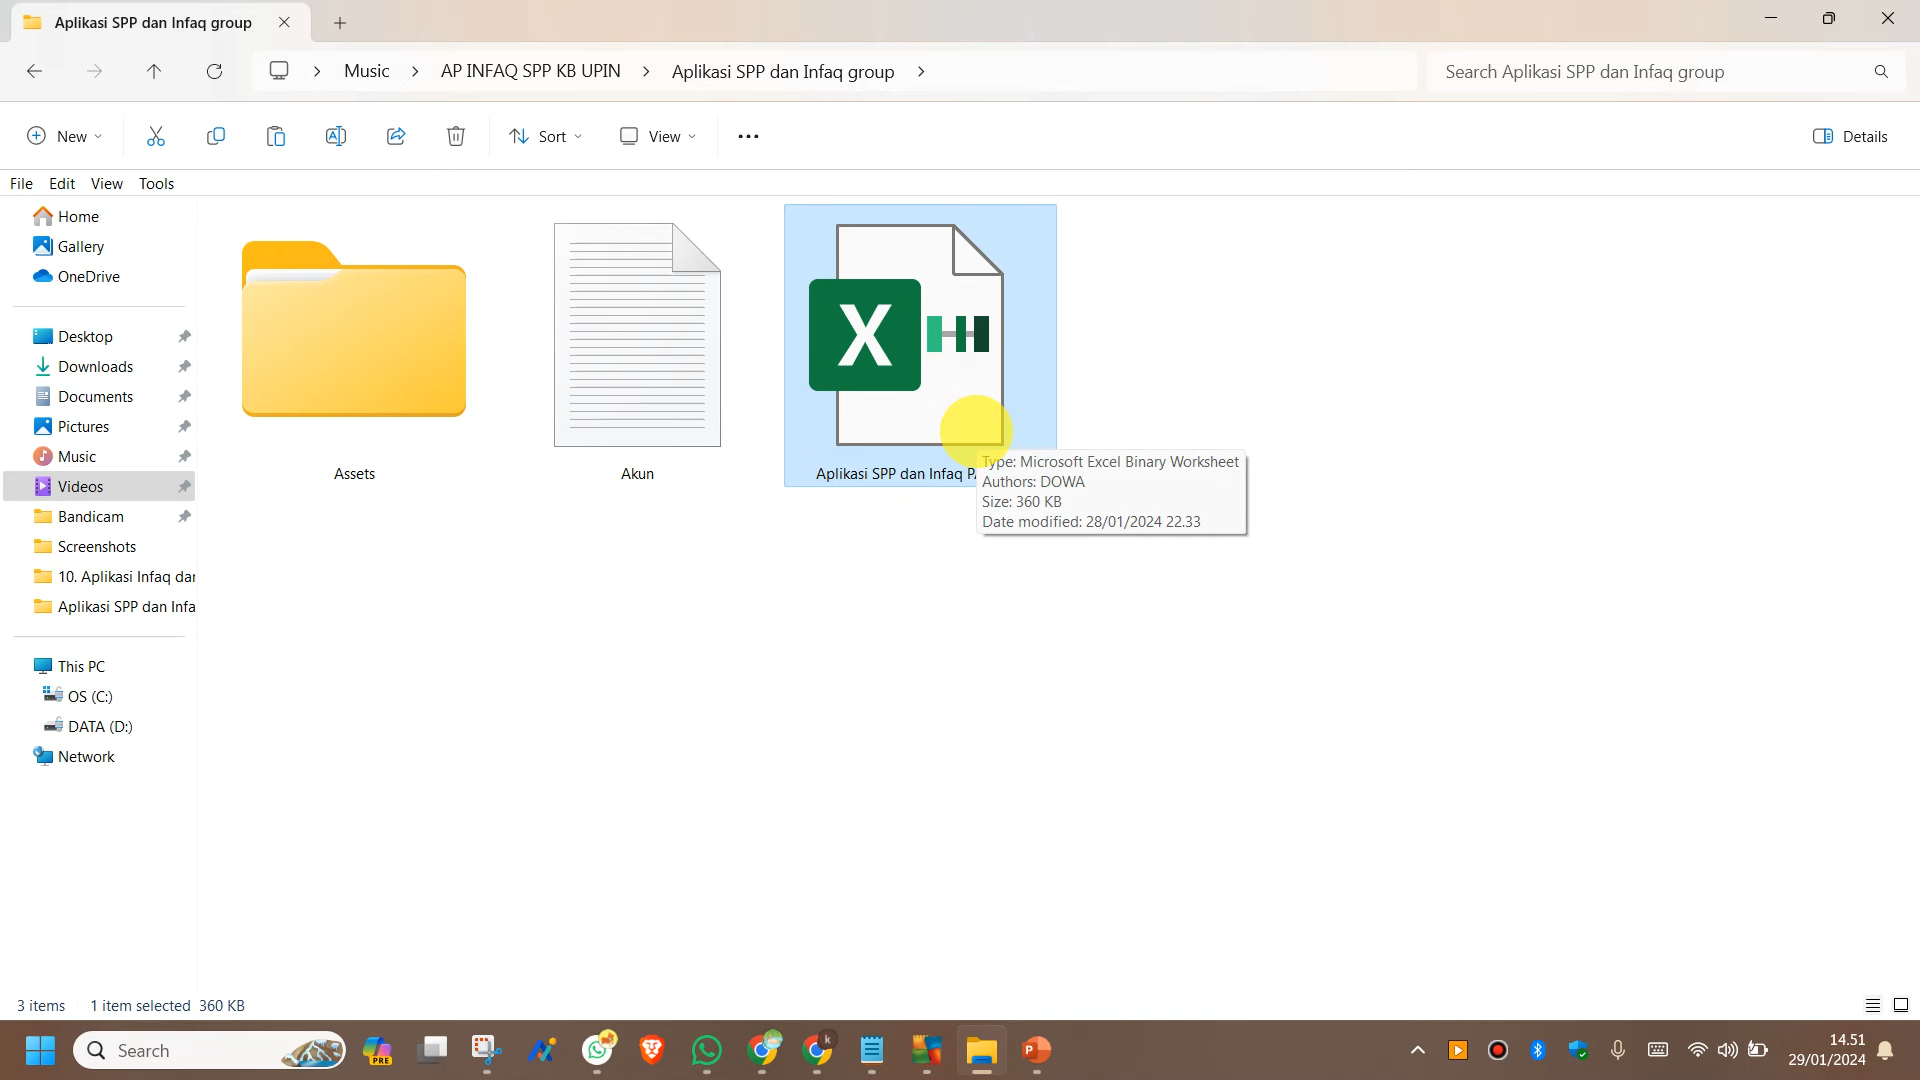 Aplikasi SPP dan Infaq group
Music
AP INFAQ SPP KB UPIN
Aplikasi SPP dan Infaq group
Search Aplikasi SPP dan Infaq group
New
Sort
View
Details
File Edit View Tools
Home
Gallery
OneDrive
Desktop
Downloads
Documents
Pictures
Music
Videos
Bandicam
Screenshots
10. Aplikasi Infaq dar
Aplikasi SPP dan Infa
This PC
OS (C:)
DATA (D:)
Network
Assets
Akun
X
Aplikasi SPP dan Infaq P
Type: Microsoft Excel Binary Worksheet
Authors: DOWA
Size: 360 KB
Date modified: 28/01/2024 22.33
3 items 1 item selected 360 KB
Search
PRE
k
P
14.51
29/01/2024